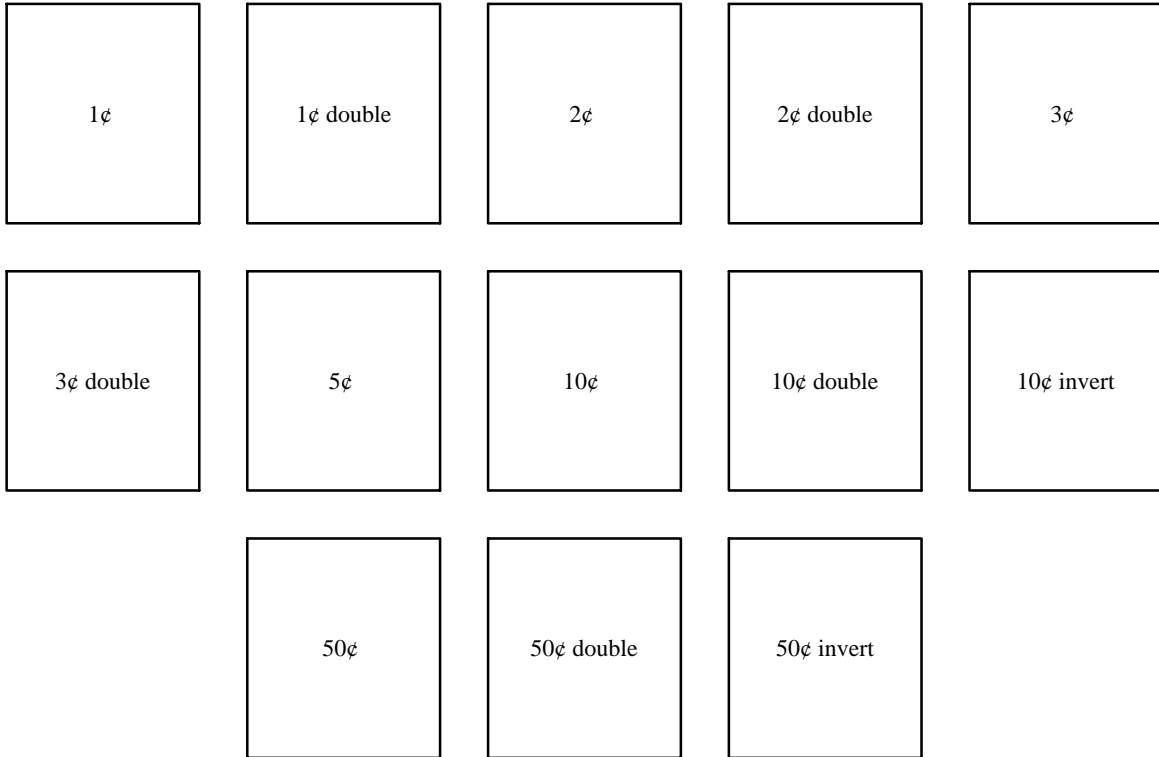 1¢
1¢ double
2¢
2¢ double
3¢
3¢ double
5¢
10¢
10¢ double
10¢ invert
50¢
50¢ double
50¢ invert